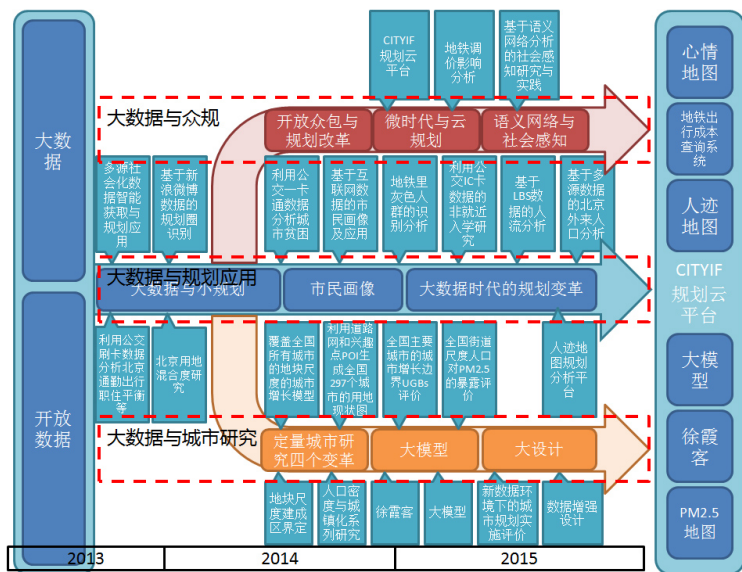 大数
据
开放
数据
CITYIF
规划云
平台
地铁调
价影响
分析
基于语义
网络分析
的社会感
知研究与
实践
大数据与众规
开放众包与
规划改革
微时代与云
规划
语义网络与
社会感知
多源社
会化数
据智能
获取与
规划应
用
基于新
浪微博
数据的
规划圈
识别
利用公
交一卡
通数据
分析城
市贫困
基于互
联网数
据的市
民画像
及应用
地铁里
灰色人
群的识
别分析
利用公
交IC卡
数据的
非就近
入学研
究
基于
LBS数
据的人
流分析
基于多
源数据
的北京
外来人
口分析
大数据与规划应用
大数据与小规划
市民画像
大数据时代的规划变革
利用公交
刷卡数据
分析北京
通勤出行
职住平衡
等
北京用地
混合度研
究
覆盖全国
所有城市
的地块尺
度的城市
增长模型
利用道路
网和兴趣
点POI生
成全国
297个城
市的用地
现状图
全国主要
城市的城
市增长边
界UGBs
评价
全国街道
尺度人口
对PM2.5
的暴露评
价
人迹地
图规划
分析平
台
大数据与城市研究
定量城市研
究四个变革
大模型
大设计
地块尺
度建成
区界定
人口密
度与城
镇化系
列研究
徐霞
客
大模
型
新数据环
境下的城
市规划实
施评价
数据增强
设计
心情
地图
地铁出
行成本
查询系
统
人迹
地图
CITYIF
规划云
平台
大模
型
徐霞
客
PM2.5
地图
2013
2014
2015